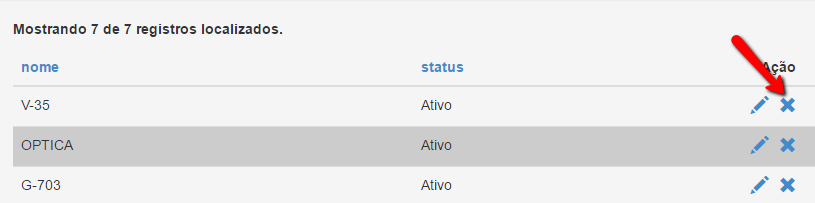 Mostrando 7 de 7 registros localizados.
nome status Ação
V-35 Ativo
OPTICA Ativo
G-703 Ativo